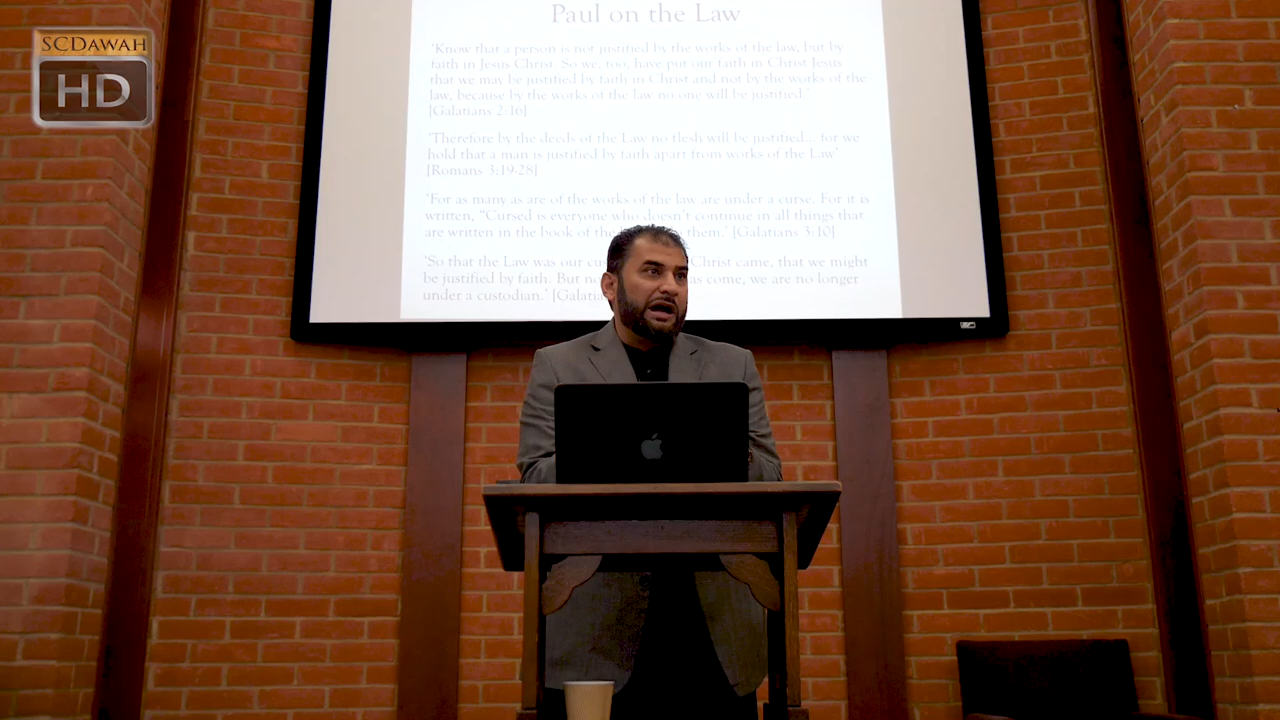 SCDAWAH
HD
Paul on the Law
'Know that a person is not justified by the works of the law, but by
faith in Jesus Christ. So we, too, have put our faith in Christ Jesus
that we may be justified by faith in Christ and not by the works of the
law, because by the works of the law no one will be justified.'
[Galatians 2:16]
'Therefore by the deeds of the Law no flesh will be justified... for we
hold that a man is justified by faith apart from works of the Law'
[Romans 3:19-28]
'For as many as are of the works of the law are under a curse. For it is
written, "Cursed is everyone who doesn't continue in all things that
are written in the book of the them.' [Galatians 3:10]
'So that the Law was our Christ came, that we might
be justified by faith. But come, we are no longer
under a custodian.'